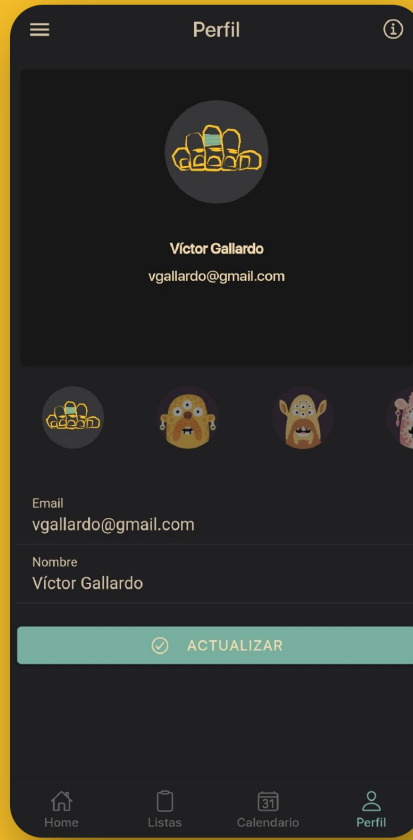 Perfil
Víctor Gallardo
vgallardo@gmail.com
Email
vgallardo@gmail.com
Nombre
Víctor Gallardo
ACTUALIZAR
31
Home
Listas
Calendario
Perfil